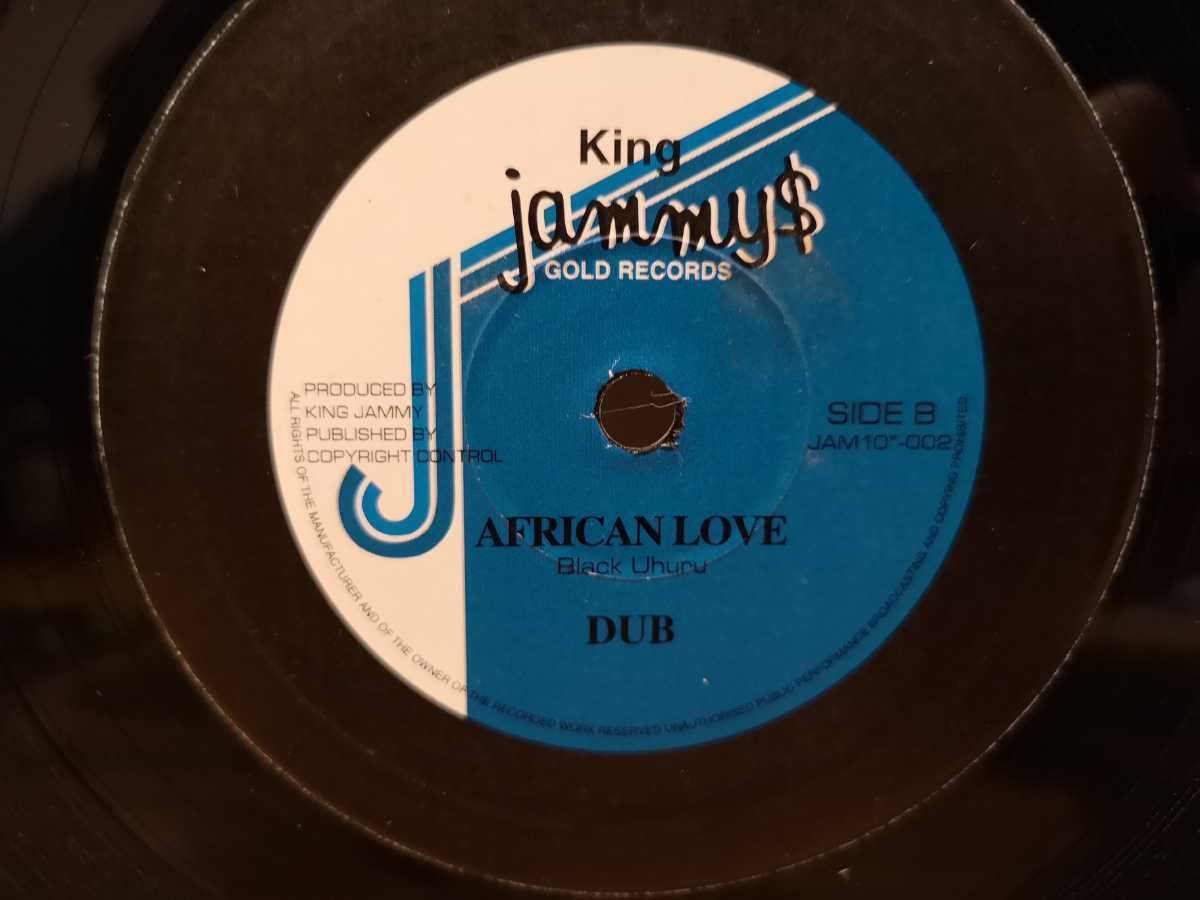 King
jammy$
GOLD RECORDS
PRODUCED BY
KING JAMMY
PUBLISHED BY
COPYRIGHT CONTROL
SIDE B
JAM10"-002
AFRICAN LOVE
Black Uhuru
DUB
ALL RIGHTS OF THE MANUFACTURER AND OF THE OWNER OF THE RECORDED WORK RESERVED UNAUTHORISED PUBLIC PERFORMANCE BROADCASTING AND COPYING PROHIBITED.